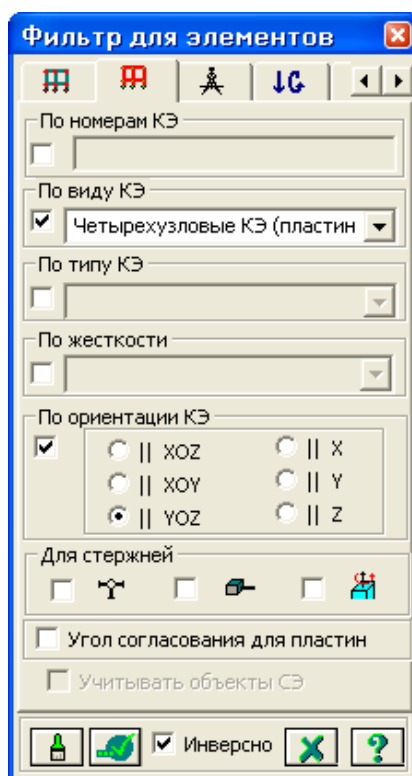 Фильтр для элементов
По номерам КЭ
По виду КЭ
Четырехузловые КЭ (пластин
По типу КЭ
По жесткости
По ориентации КЭ
|| XOZ || X
|| XOY || Y
|| YOZ || Z
Для стержней
Угол согласования для пластин
Учитывать объекты СЭ
Инверсно ?